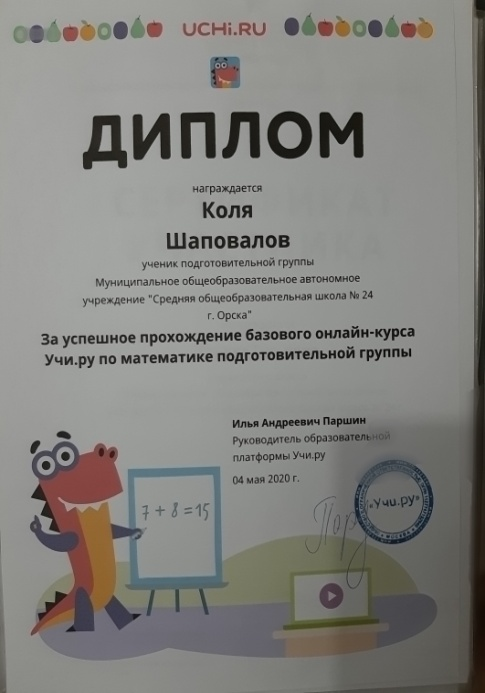 UCHi.RU
ДИПЛОМ
награждается
Коля
Шаповалов
ученик подготовительной группы
Муниципальное общеобразовательное автономное
учреждение "Средняя общеобразовательная школа № 24
г. Орска"
За успешное прохождение базового онлайн-курса
Учи.ру по математике подготовительной группы
Илья Андреевич Паршин
Руководитель образовательной
платформы Учи.ру
04 мая 2020 г.
7 + 8 = 15
"Учи.ру"